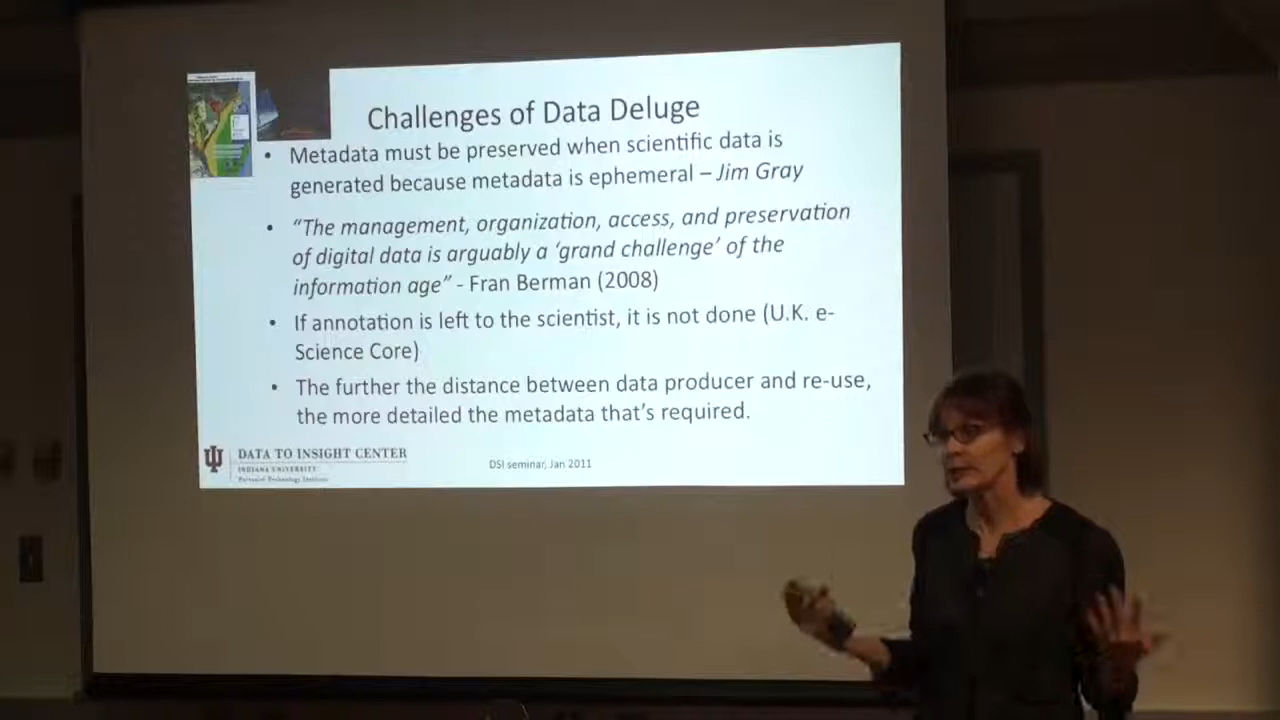 Challenges of Data Deluge
• Metadata must be preserved when scientific data is
generated because metadata is ephemeral – Jim Gray
• “The management, organization, access, and preservation
of digital data is arguably a ‘grand challenge’ of the
information age” - Fran Berman (2008)
• If annotation is left to the scientist, it is not done (U.K. e-
Science Core)
• The further the distance between data producer and re-use,
the more detailed the metadata that’s required.
DATA TO INSIGHT CENTER
INDIANA UNIVERSITY
Pervasive Technology Institute
DSI seminar, Jan 2011